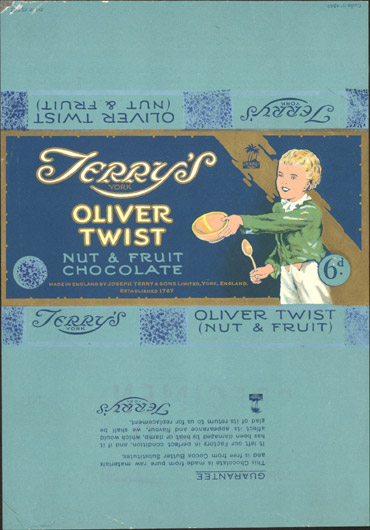 OLIVER TWIST
(NUT & FRUIT)
TERRY'S
YORK
TERRY'S
YORK
OLIVER
TWIST
NUT & FRUIT
CHOCOLATE
MADE IN ENGLAND BY JOSEPH TERRY & SONS LIMITED, YORK, ENGLAND.
ESTABLISHED 1767
6d.
TERRY'S
YORK
OLIVER TWIST
(NUT & FRUIT)
GUARANTEE
This Chocolate is made from pure raw materials
and is free from Cocoa Butter Substitutes.
It left our Factory in perfect condition, and if it
has been damaged by heat or damp, which would
affect its appearance and flavour, we shall be
glad of its return to us for replacement.
TERRY'S
YORK